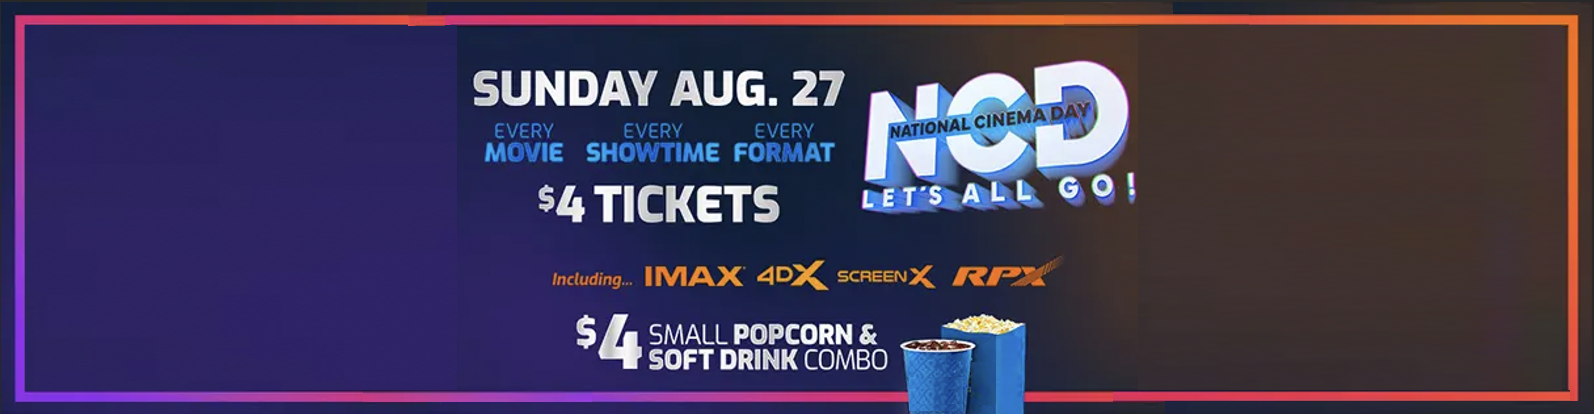 SUNDAY AUG. 27
EVERY MOVIE
EVERY SHOWTIME
EVERY FORMAT
$4 TICKETS
NCD
NATIONAL CINEMA DAY
LET'S ALL GO!
Including... IMAX 4DX SCREENX RPX
$4 SMALL POPCORN &
SOFT DRINK COMBO